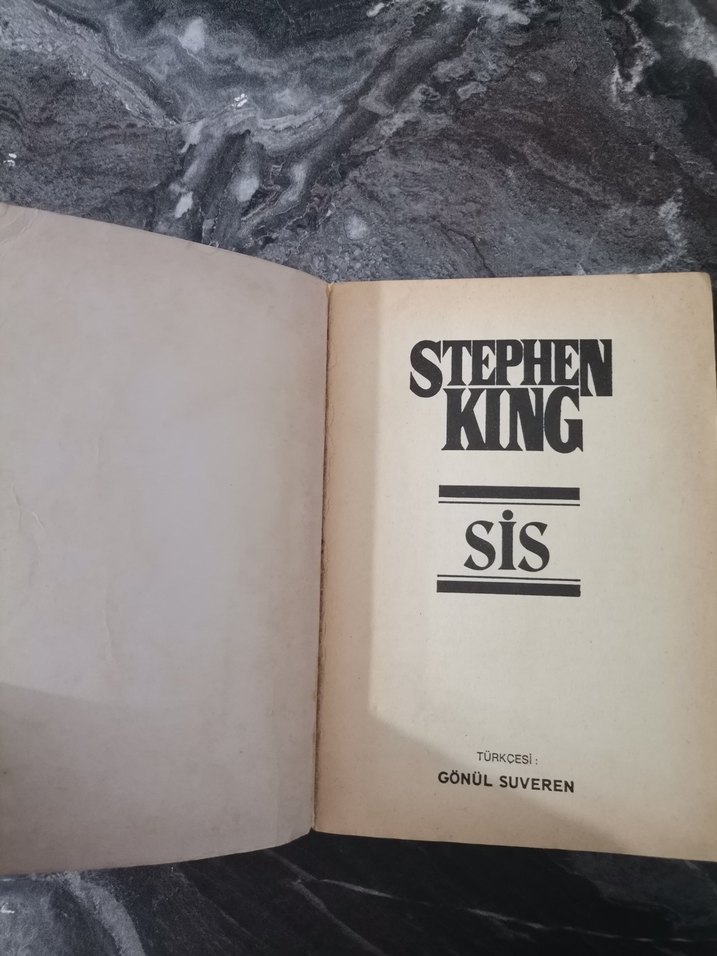 STEPHEN
KING
SİS
TÜRKÇESİ :
GÖNÜL SUVEREN